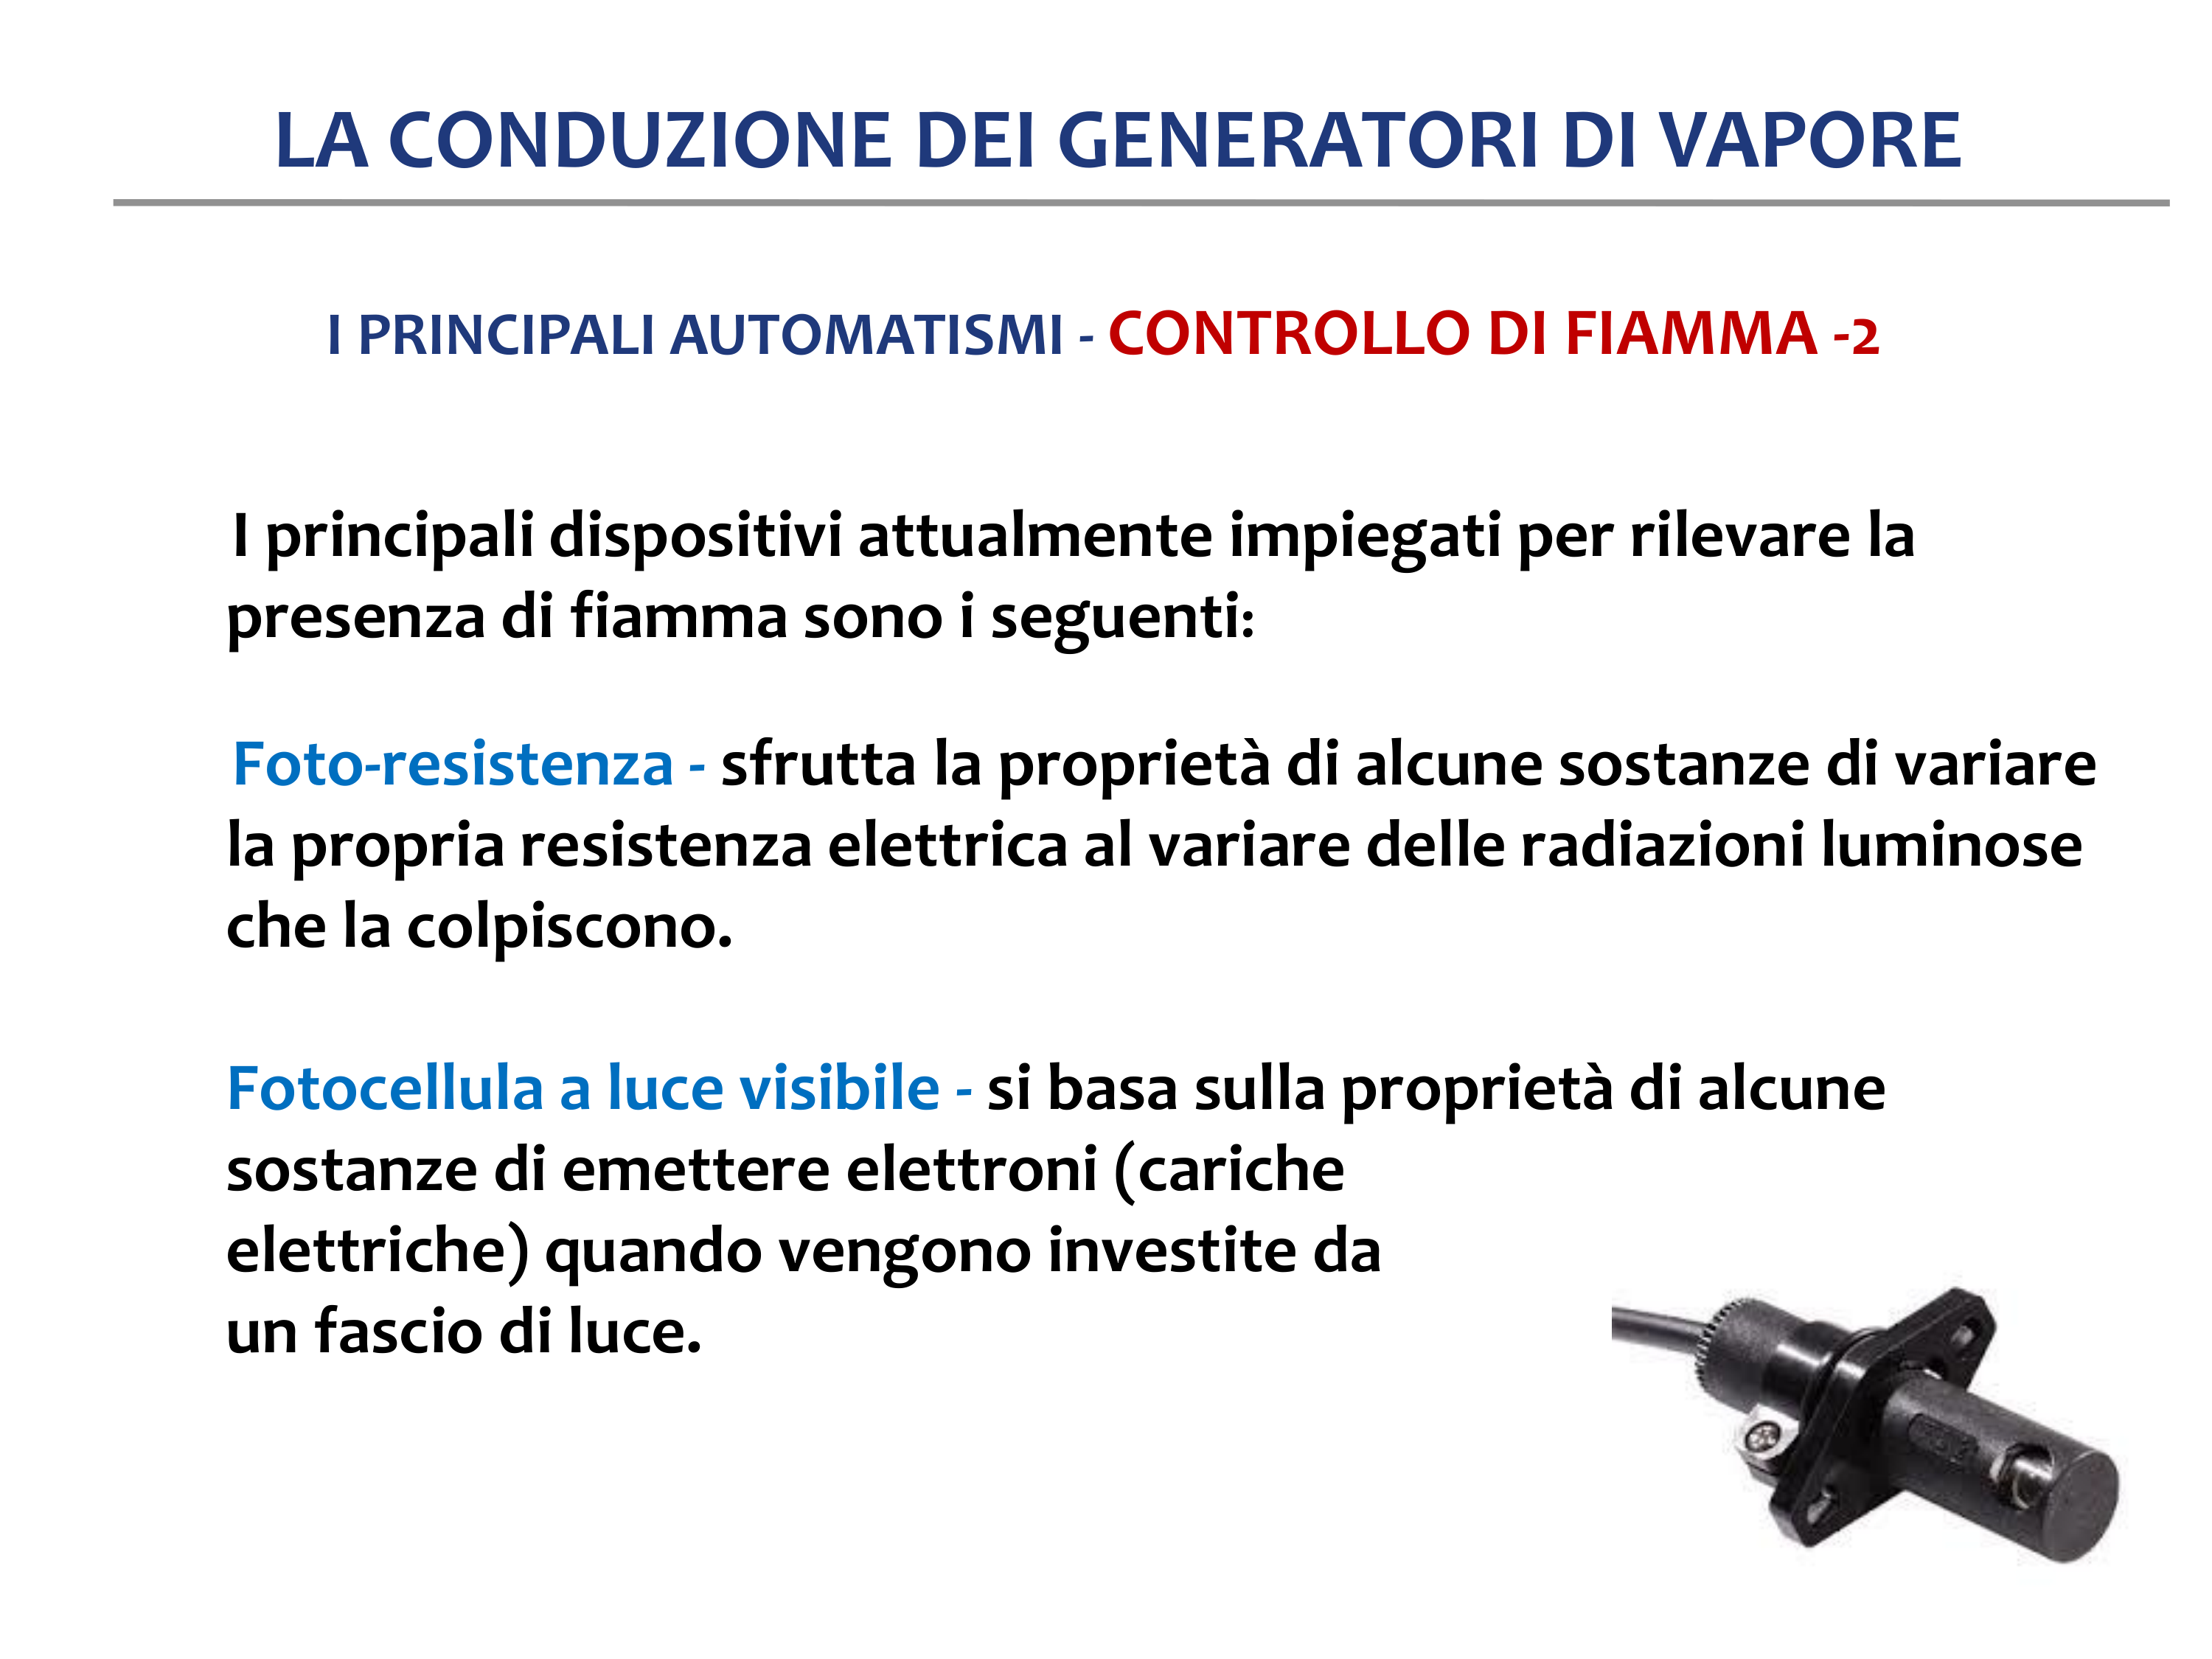 LA CONDUZIONE DEI GENERATORI DI VAPORE
I PRINCIPALI AUTOMATISMI - CONTROLLO DI FIAMMA -2
I principali dispositivi attualmente impiegati per rilevare la
presenza di fiamma sono i seguenti:
Foto-resistenza - sfrutta la proprietà di alcune sostanze di variare
la propria resistenza elettrica al variare delle radiazioni luminose
che la colpiscono.
Fotocellula a luce visibile - si basa sulla proprietà di alcune
sostanze di emettere elettroni (cariche
elettriche) quando vengono investite da
un fascio di luce.